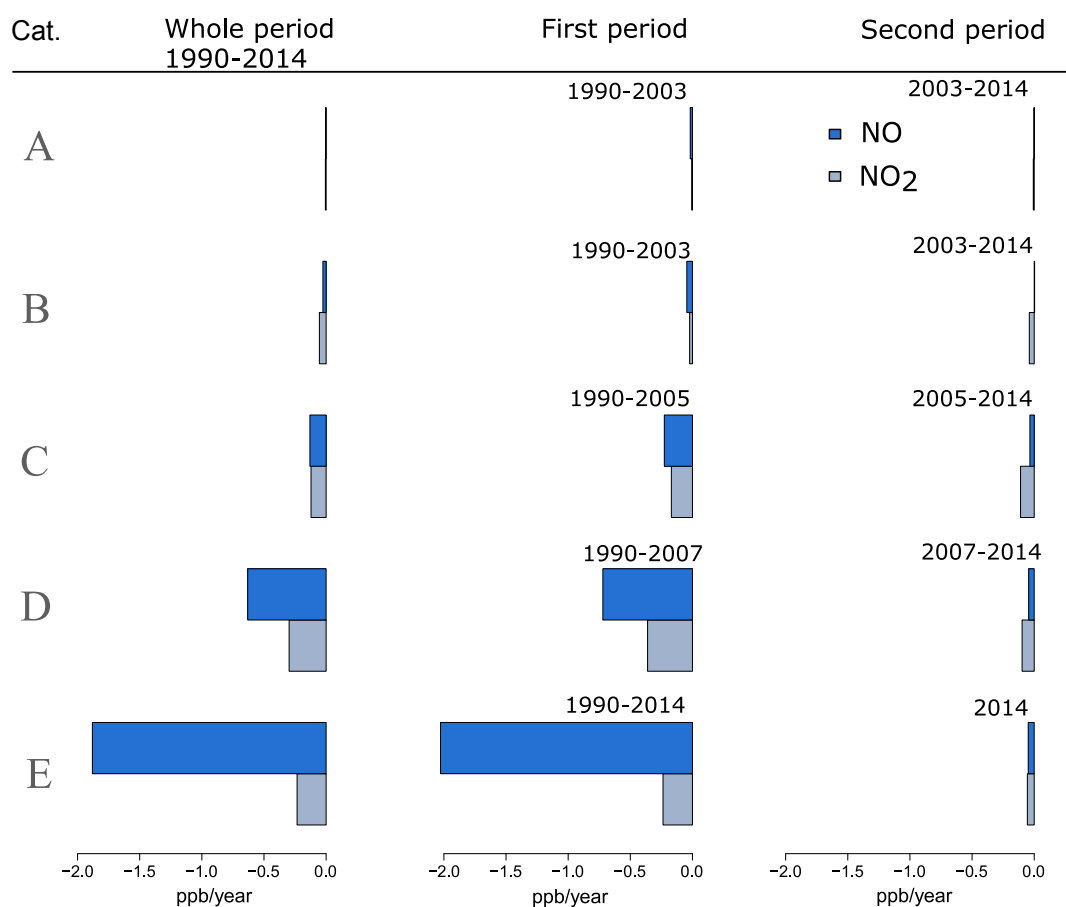 Cat.
Whole period
1990-2014
First period
Second period
A
1990-2003
2003-2014
NO
NO2
B
1990-2003
2003-2014
C
1990-2005
2005-2014
D
1990-2007
2007-2014
E
1990-2014
2014
−2.0 −1.5 −1.0 −0.5 0.0
ppb/year
−2.0 −1.5 −1.0 −0.5 0.0
ppb/year
−2.0 −1.5 −1.0 −0.5 0.0
ppb/year